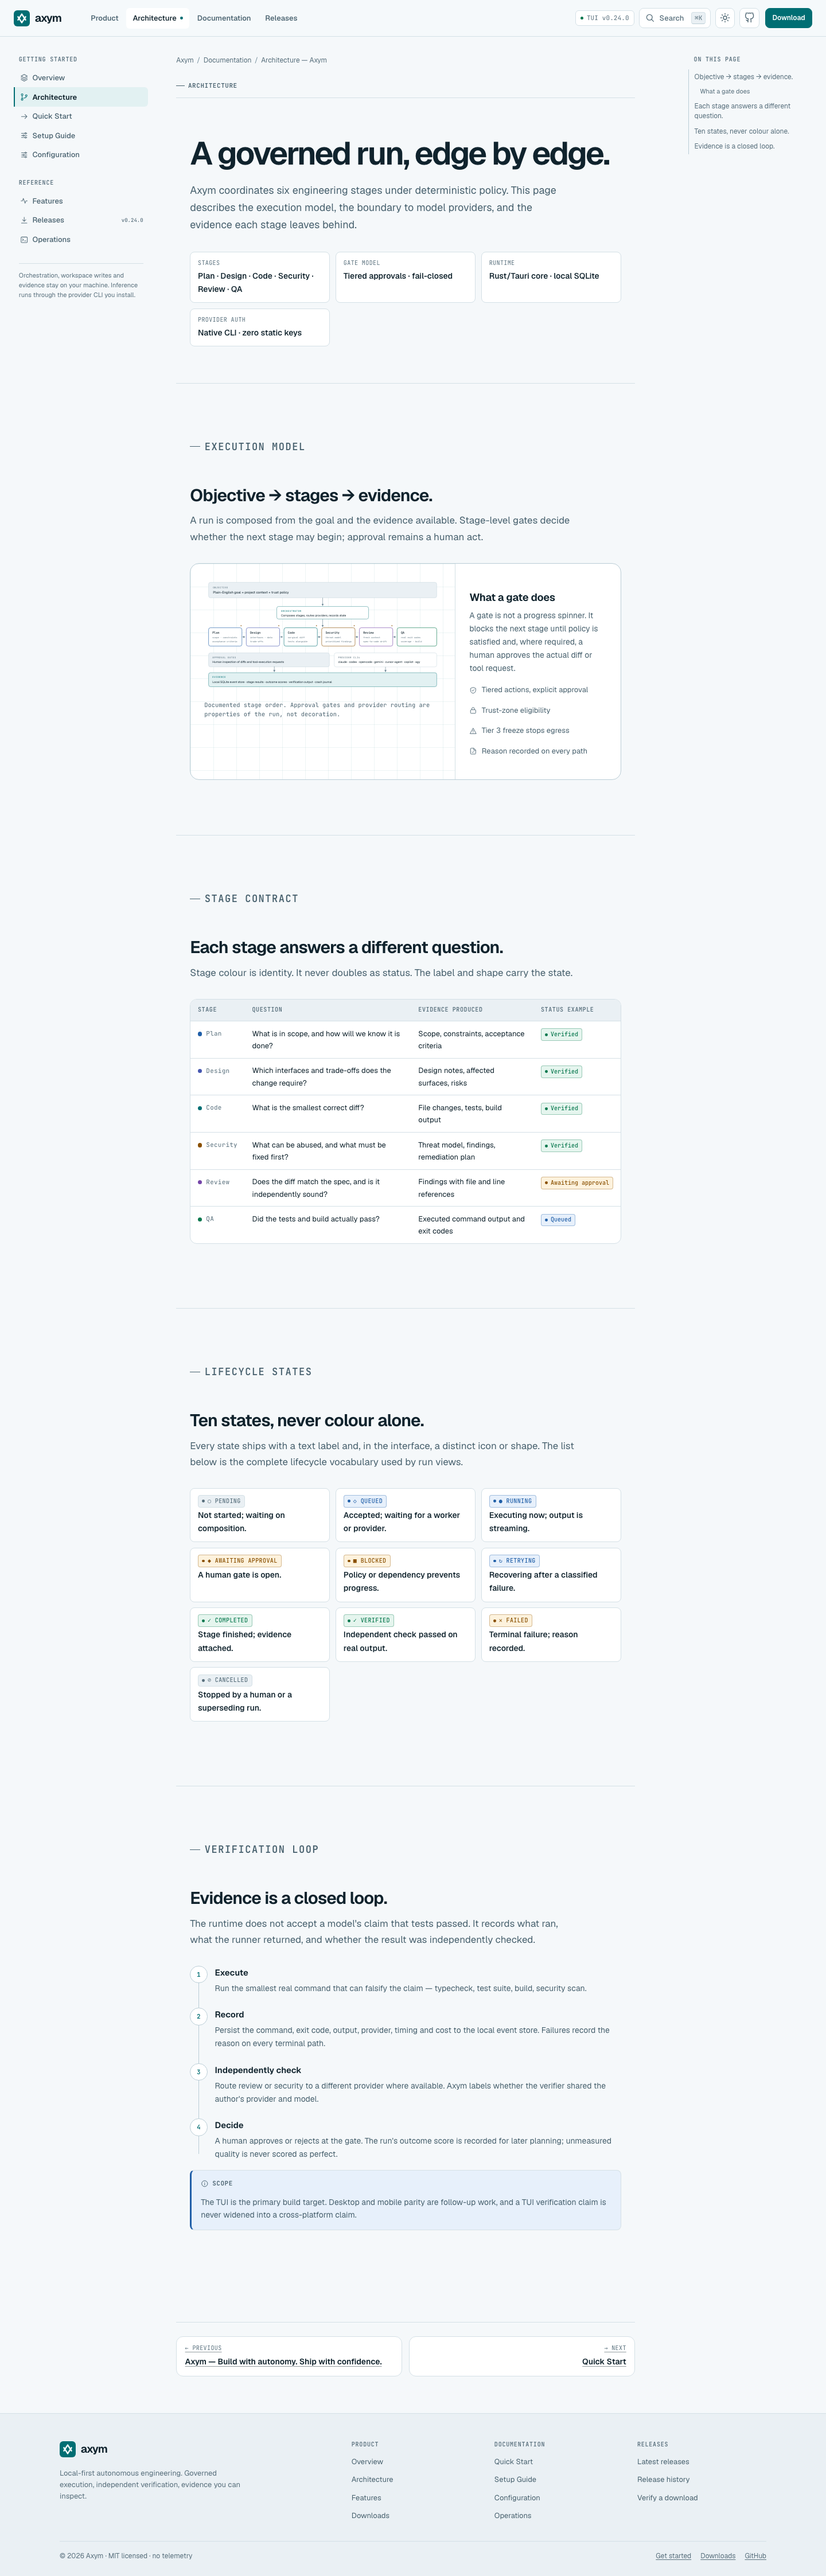 axym
Product
Architecture
Documentation
Releases
TUI v0.24.0
Search
⌘K
Download
GETTING STARTED
Overview
Architecture
Quick Start
Setup Guide
Configuration
REFERENCE
Features
Releases
v0.24.0
Operations
Orchestration, workspace writes and
evidence stay on your machine. Inference
runs through the provider CLI you install.
Axym / Documentation / Architecture — Axym
ARCHITECTURE
A governed run, edge by edge.
Axym coordinates six engineering stages under deterministic policy. This page
describes the execution model, the boundary to model providers, and the
evidence each stage leaves behind.
STAGES
Plan · Design · Code · Security ·
Review · QA
GATE MODEL
Tiered approvals · fail-closed
RUNTIME
Rust/Tauri core · local SQLite
PROVIDER AUTH
Native CLI · zero static keys
ON THIS PAGE
Objective → stages → evidence.
What a gate does
Each stage answers a different
question.
Ten states, never colour alone.
Evidence is a closed loop.
EXECUTION MODEL
Objective → stages → evidence.
A run is composed from the goal and the evidence available. Stage-level gates decide
whether the next stage may begin; approval remains a human act.
Plan
Design
Code
Security
Review
QA
Documented stage order. Approval gates and provider routing are
properties of the run, not decoration.
What a gate does
A gate is not a progress spinner. It
blocks the next stage until policy is
satisfied and, where required, a
human approves the actual diff or
tool request.
Tiered actions, explicit approval
Trust-zone eligibility
Tier 3 freeze stops egress
Reason recorded on every path
STAGE CONTRACT
Each stage answers a different question.
Stage colour is identity. It never doubles as status. The label and shape carry the state.
STAGE QUESTION EVIDENCE PRODUCED STATUS EXAMPLE
Plan
What is in scope, and how will we know it is
done?
Scope, constraints, acceptance
criteria
Verified
Design
Which interfaces and trade-offs does the
change require?
Design notes, affected
surfaces, risks
Verified
Code
What is the smallest correct diff?
File changes, tests, build
output
Verified
Security
What can be abused, and what must be
fixed first?
Threat model, findings,
remediation plan
Verified
Review
Does the diff match the spec, and is it
independently sound?
Findings with file and line
references
Awaiting approval
QA
Did the tests and build actually pass?
Executed command output and
exit codes
Queued
LIFECYCLE STATES
Ten states, never colour alone.
Every state ships with a text label and, in the interface, a distinct icon or shape. The list
below is the complete lifecycle vocabulary used by run views.
PENDING
Not started; waiting on
composition.
QUEUED
Accepted; waiting for a worker
or provider.
RUNNING
Executing now; output is
streaming.
AWAITING APPROVAL
A human gate is open.
BLOCKED
Policy or dependency prevents
progress.
RETRYING
Recovering after a classified
failure.
✓ COMPLETED
Stage finished; evidence
attached.
✓ VERIFIED
Independent check passed on
real output.
× FAILED
Terminal failure; reason
recorded.
CANCELLED
Stopped by a human or a
superseding run.
VERIFICATION LOOP
Evidence is a closed loop.
The runtime does not accept a model's claim that tests passed. It records what ran,
what the runner returned, and whether the result was independently checked.
1
Execute
Run the smallest real command that can falsify the claim — typecheck, test suite, build, security scan.
2
Record
Persist the command, exit code, output, provider, timing and cost to the local event store. Failures record the
reason on every terminal path.
3
Independently check
Route review or security to a different provider where available. Axym labels whether the verifier shared the
author's provider and model.
4
Decide
A human approves or rejects at the gate. The run's outcome score is recorded for later planning; unmeasured
quality is never scored as perfect.
SCOPE
The TUI is the primary build target. Desktop and mobile parity are follow-up work, and a TUI verification claim is
never widened into a cross-platform claim.
← PREVIOUS
Axym — Build with autonomy. Ship with confidence.
→ NEXT
Quick Start
axym
Local-first autonomous engineering. Governed
execution, independent verification, evidence you can
inspect.
PRODUCT
Overview
Architecture
Features
Downloads
DOCUMENTATION
Quick Start
Setup Guide
Configuration
Operations
RELEASES
Latest releases
Release history
Verify a download
© 2026 Axym · MIT licensed · no telemetry
Get started
Downloads
GitHub